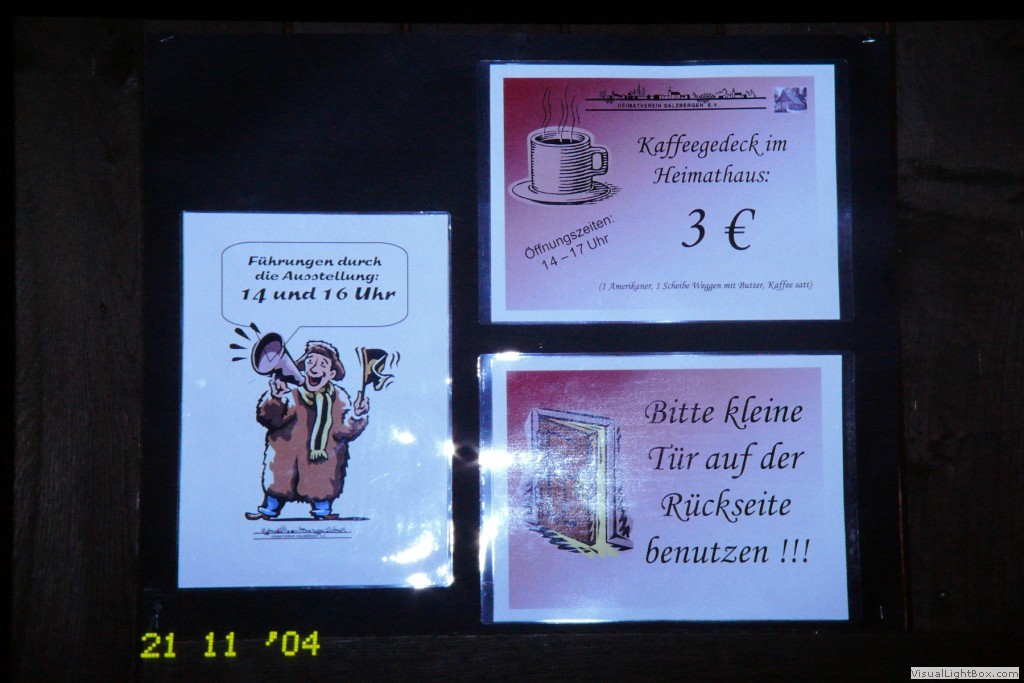 HEIMATVEREIN SALZBERGEN E.V.
Kaffeegedeck im
Heimathaus:
3 €
Öffnungszeiten:
14 – 17 Uhr
(1 Amerikaner, 1 Scheibe Weggen mit Butter, Kaffee satt)
Führungen durch
die Ausstellung:
14 und 16 Uhr
HEIMATVEREIN SALZBERGEN E.V.
Bitte kleine
Tür auf der
Rückseite
benutzen !!!
21 11 '04
VisualLightBox.com